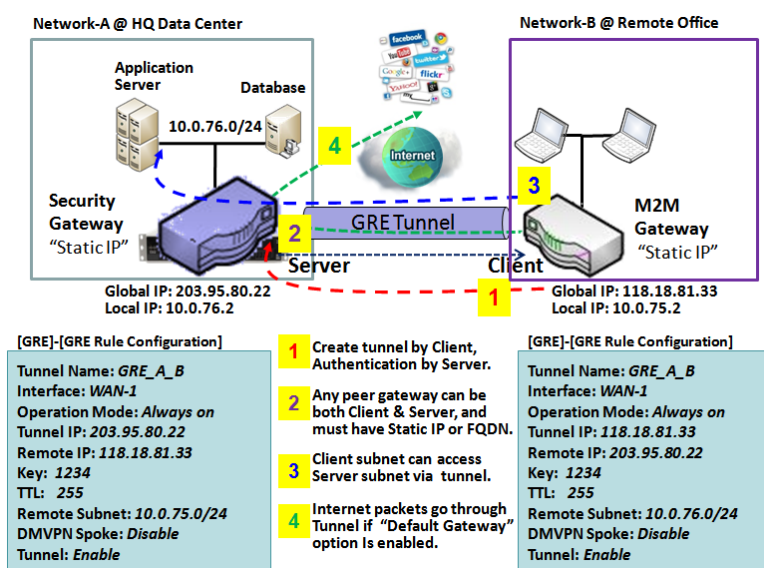 Network-A @ HQ Data Center
Network-B @ Remote Office
Application
Server
Database
10.0.76.0/24
facebook
YouTube
twitter
Google+
flickr
YAHOO!
my
4
Internet
3
Security
Gateway
“Static IP”
2
GRE Tunnel
M2M
Gateway
“Static IP”
Server
Client
1
Global IP: 203.95.80.22
Local IP: 10.0.76.2
Global IP: 118.18.81.33
Local IP: 10.0.75.2
[GRE]-[GRE Rule Configuration]
Tunnel Name: GRE_A_B
Interface: WAN-1
Operation Mode: Always on
Tunnel IP: 203.95.80.22
Remote IP: 118.18.81.33
Key: 1234
TTL: 255
Remote Subnet: 10.0.75.0/24
DMVPN Spoke: Disable
Tunnel: Enable
1 Create tunnel by Client,
Authentication by Server.
2 Any peer gateway can be
both Client & Server, and
must have Static IP or FQDN.
3 Client subnet can access
Server subnet via tunnel.
4 Internet packets go through
Tunnel if “Default Gateway”
option Is enabled.
[GRE]-[GRE Rule Configuration]
Tunnel Name: GRE_A_B
Interface: WAN-1
Operation Mode: Always on
Tunnel IP: 118.18.81.33
Remote IP: 203.95.80.22
Key: 1234
TTL: 255
Remote Subnet: 10.0.76.0/24
DMVPN Spoke: Disable
Tunnel: Enable